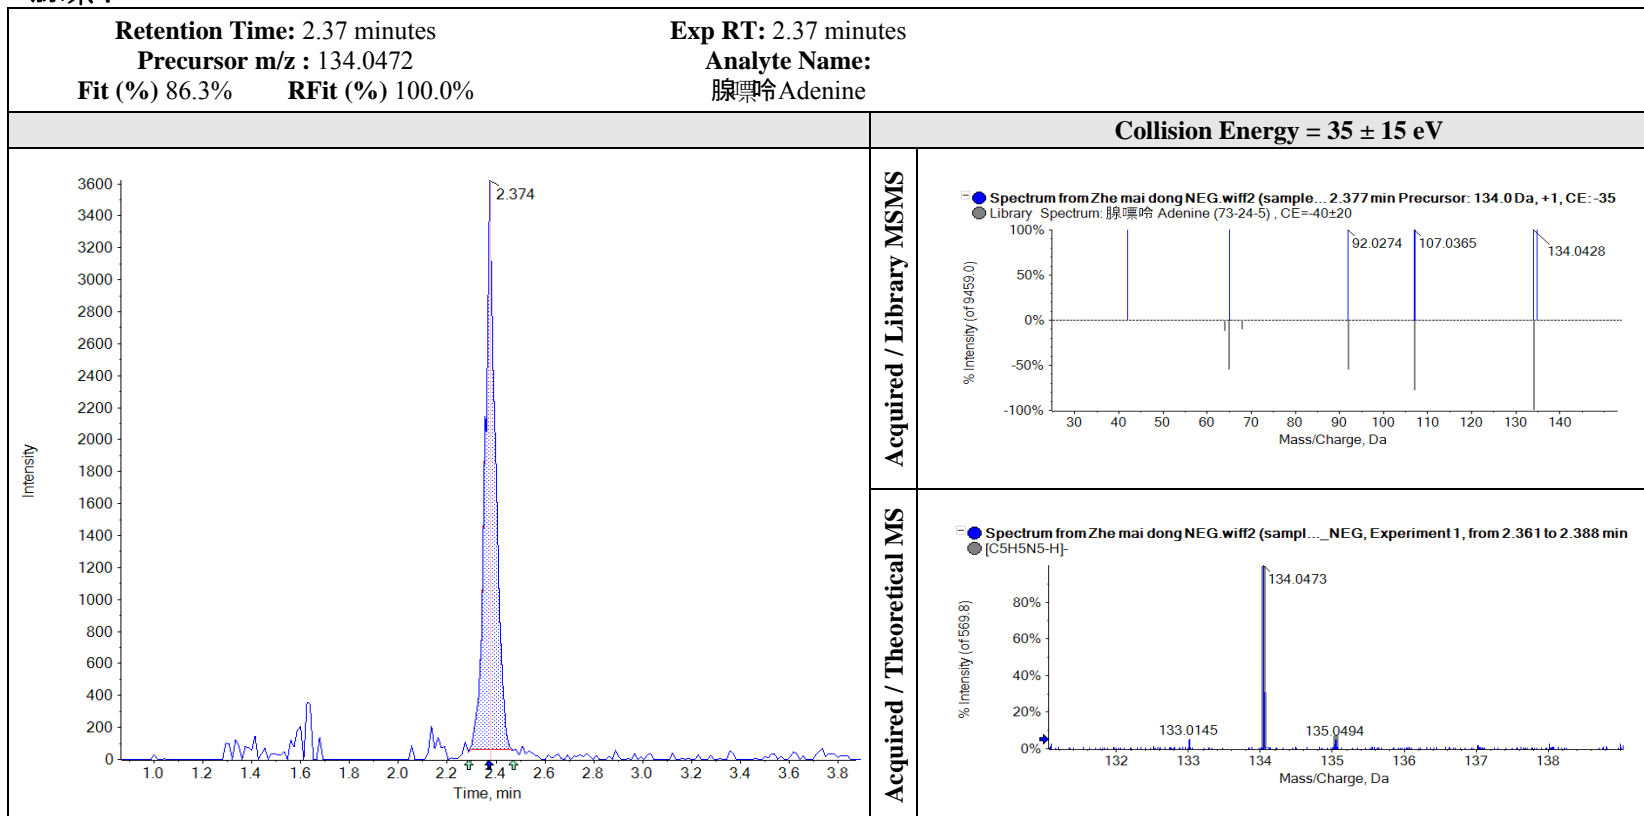 Retention Time: 2.37 minutes
Exp RT: 2.37 minutes
Precursor m/z : 134.0472
Analyte Name:
Fit (%) 86.3% RFit (%) 100.0%
腺嘌呤Adenine
Collision Energy = 35 ± 15 eV
3600
3400
3200
3000
2800
2600
2400
2200
2000
1800
1600
1400
1200
1000
800
600
400
200
0
Intensity
2.374
1.0 1.2 1.4 1.6 1.8 2.0 2.2 2.4 2.6 2.8 3.0 3.2 3.4 3.6 3.8
Time, min
Acquired / Library MSMS
Spectrum from Zhe mai dong NEG.wiff2 (sample... 2.377 min Precursor: 134.0 Da, +1, CE: -35
Library Spectrum: 腺嘌呤 Adenine (73-24-5) , CE=-40±20
100%
50%
0%
-50%
-100%
% Intensity (of 9459.0)
92.0274
107.0365
134.0428
30 40 50 60 70 80 90 100 110 120 130 140
Mass/Charge, Da
Acquired / Theoretical MS
Spectrum from Zhe mai dong NEG.wiff2 (sampl..._NEG, Experiment 1, from 2.361 to 2.388 min
[C5H5N5-H]-
80%
60%
40%
20%
0%
% Intensity (of 569.8)
134.0473
133.0145
135.0494
132 133 134 135 136 137 138
Mass/Charge, Da